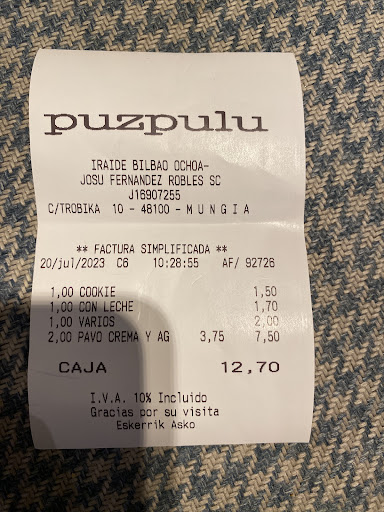 puzpulu
IRAIDE BILBAO OCHOA-
JOSU FERNANDEZ ROBLES SC
J16907255
C/TROBIKA 10 - 48100 - M U N G I A
** FACTURA SIMPLIFICADA **
20/jul/2023 C6 10:28:55 AF/ 92726
1,00 COOKIE 1,50
1,00 CON LECHE 1,70
1,00 VARIOS 2,00
2,00 PAVO CREMA Y AG 3,75 7,50
CAJA 12,70
I.V.A. 10% Incluido
Gracias por su visita
Eskerrik Asko